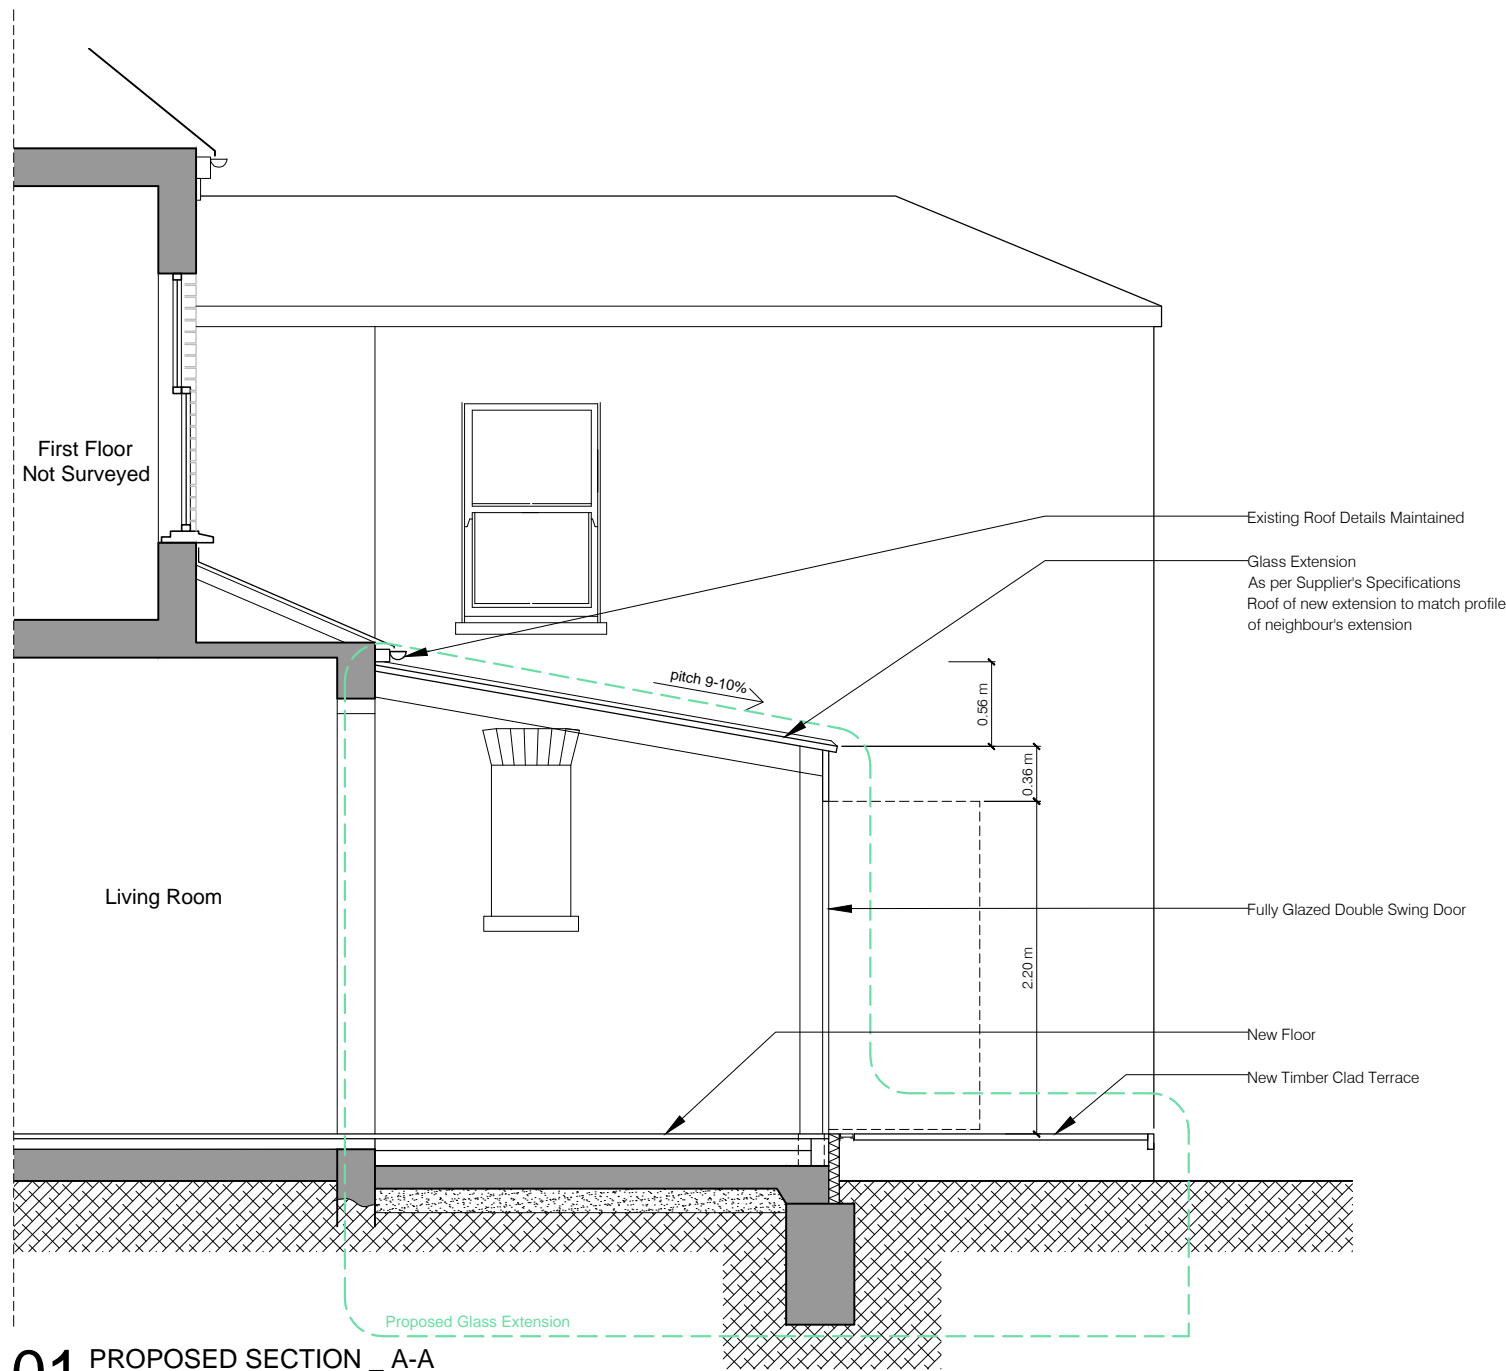 First Floor
Not Surveyed
Existing Roof Details Maintained
Glass Extension
As per Supplier's Specifications
Roof of new extension to match profile
of neighbour's extension
pitch 9-10%
0.56 m
0.36 m
Living Room
Fully Glazed Double Swing Door
2.20 m
New Floor
New Timber Clad Terrace
Proposed Glass Extension
01 PROPOSED SECTION _ A-A